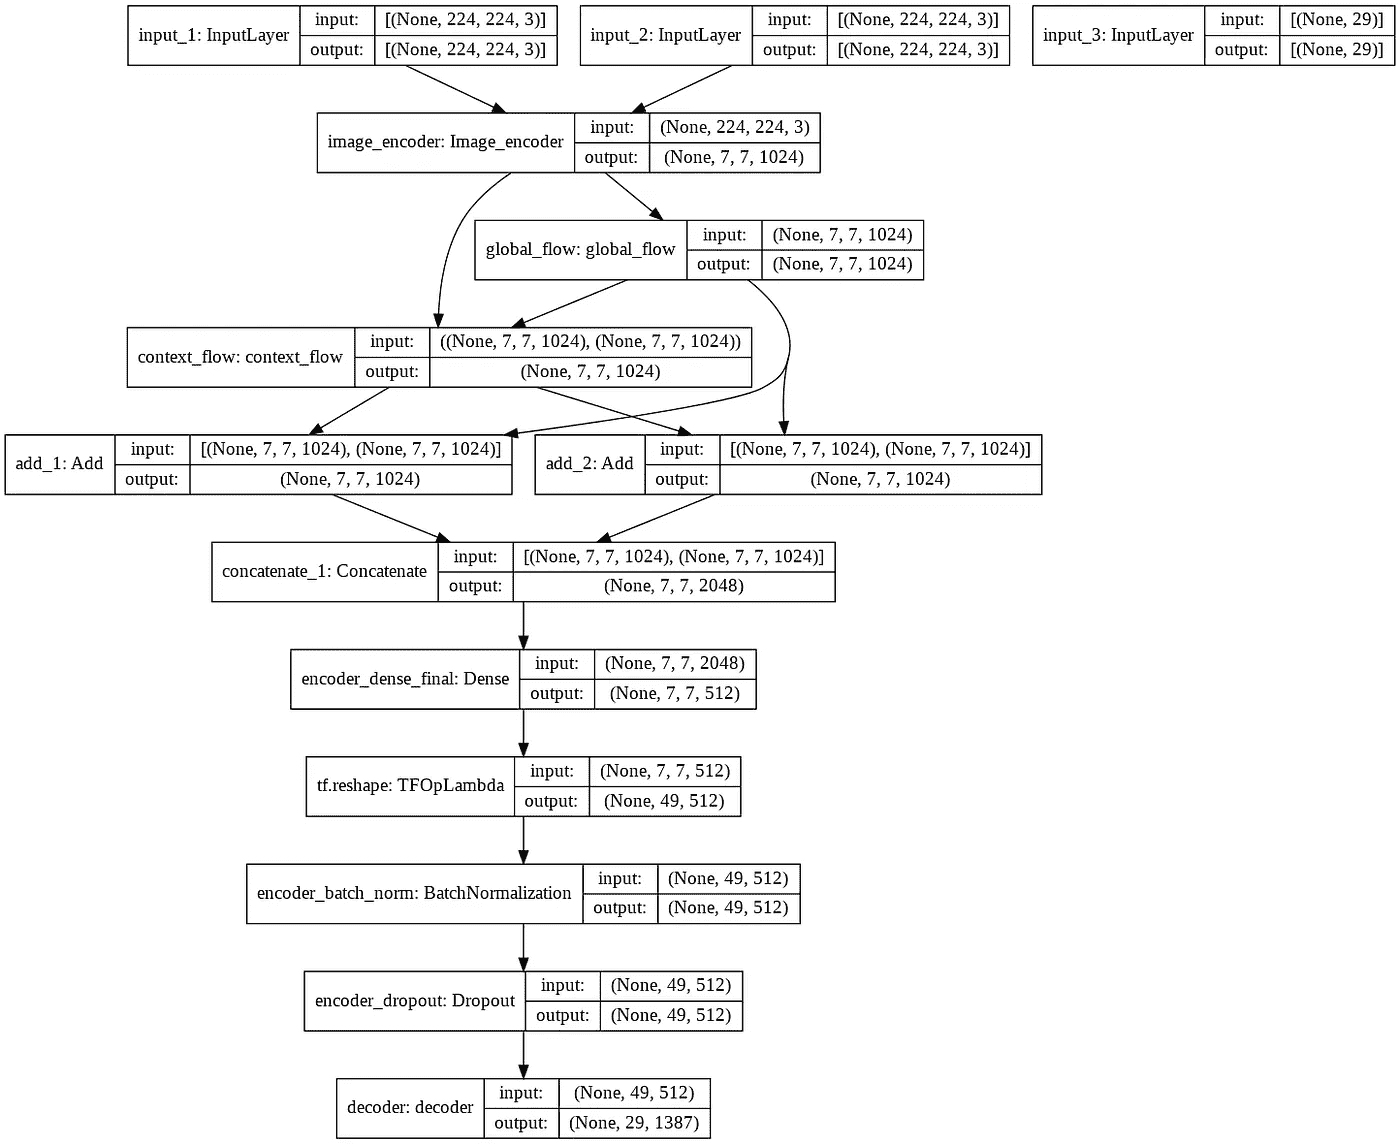 input_1: InputLayer
input: [(None, 224, 224, 3)]
output: [(None, 224, 224, 3)]
input_2: InputLayer
input: [(None, 224, 224, 3)]
output: [(None, 224, 224, 3)]
input_3: InputLayer
input: [(None, 29)]
output: [(None, 29)]
image_encoder: Image_encoder
input: (None, 224, 224, 3)
output: (None, 7, 7, 1024)
global_flow: global_flow
input: (None, 7, 7, 1024)
output: (None, 7, 7, 1024)
context_flow: context_flow
input: ((None, 7, 7, 1024), (None, 7, 7, 1024))
output: (None, 7, 7, 1024)
add_1: Add
input: [(None, 7, 7, 1024), (None, 7, 7, 1024)]
output: (None, 7, 7, 1024)
add_2: Add
input: [(None, 7, 7, 1024), (None, 7, 7, 1024)]
output: (None, 7, 7, 1024)
concatenate_1: Concatenate
input: [(None, 7, 7, 1024), (None, 7, 7, 1024)]
output: (None, 7, 7, 2048)
encoder_dense_final: Dense
input: (None, 7, 7, 2048)
output: (None, 7, 7, 512)
tf.reshape: TFOpLambda
input: (None, 7, 7, 512)
output: (None, 49, 512)
encoder_batch_norm: BatchNormalization
input: (None, 49, 512)
output: (None, 49, 512)
encoder_dropout: Dropout
input: (None, 49, 512)
output: (None, 49, 512)
decoder: decoder
input: (None, 49, 512)
output: (None, 29, 1387)